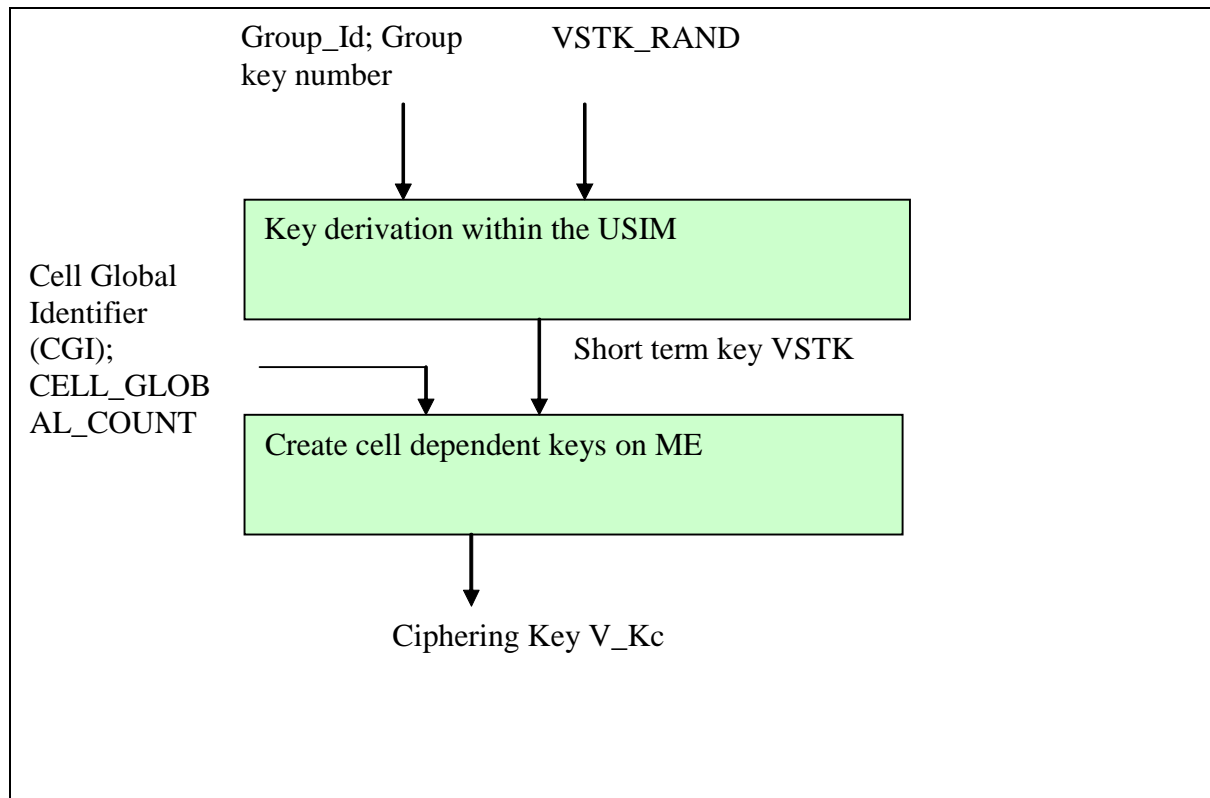 Group_Id; Group
key number
VSTK_RAND
Key derivation within the USIM
Cell Global
Identifier
(CGI);
CELL_GLOB
AL_COUNT
Short term key VSTK
Create cell dependent keys on ME
Ciphering Key V_Kc